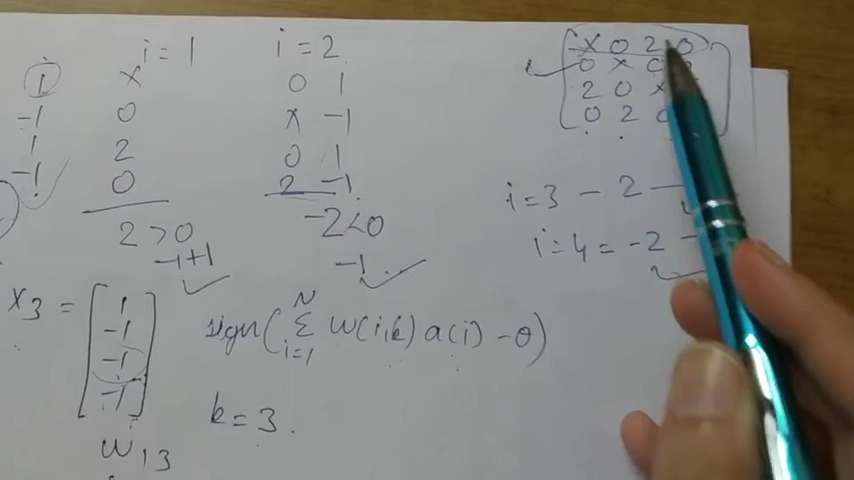 i=1 i=2
1 x 0 1
-1 0 x -1
1 2 0 1
-1 0 2 -1
2>0 -2<0
-1+1 -1
x 0 2 0
0 x 0
2 0 x
0 2
i=3 - 2 -
i=4 = -2 -
x3 = [1 -1 -1 -1]
sign(Σ w(i,k) a(i) - θ)
N
i=1
k=3.
w13